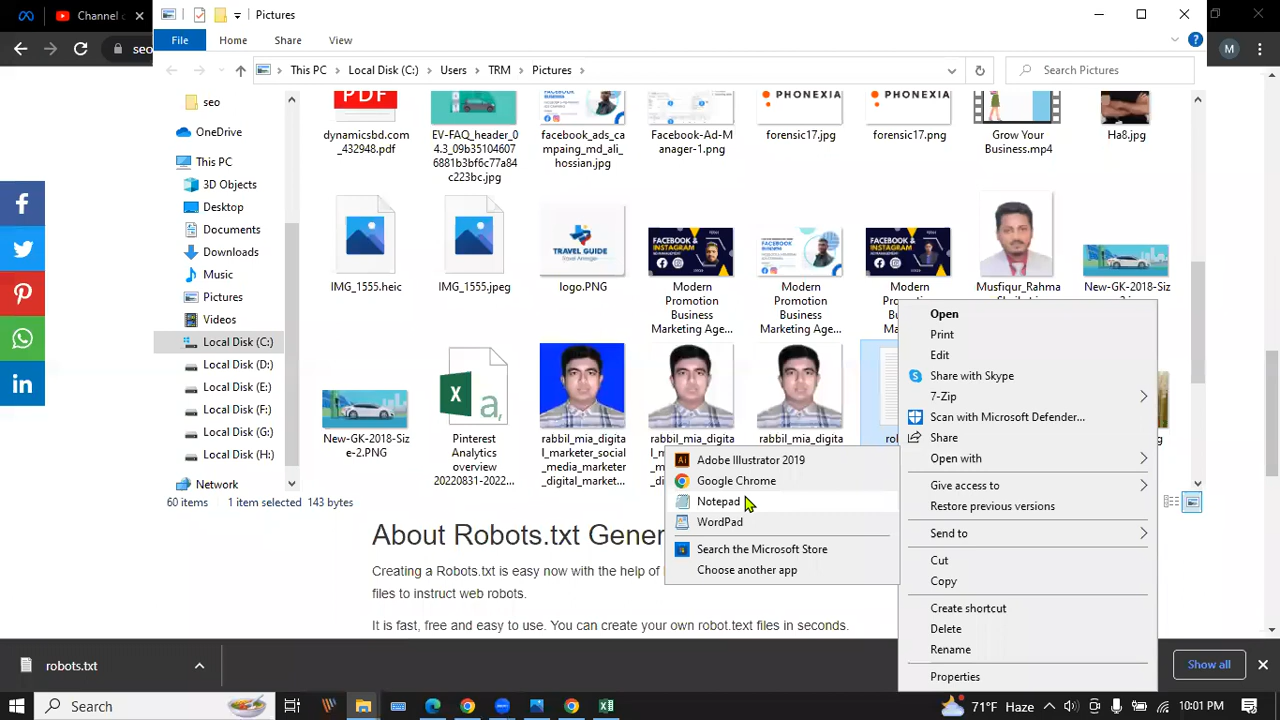 Channel
Pictures
File
Home
Share
View
seo
M
This PC
Local Disk (C:)
Users
TRM
Pictures
Search Pictures
seo
OneDrive
This PC
3D Objects
Desktop
Documents
Downloads
Music
Pictures
Videos
Local Disk (C:)
Local Disk (D:)
Local Disk (E:)
Local Disk (F:)
Local Disk (G:)
Local Disk (H:)
Network
PDF
PHONEXIA
PHONEXIA
dynamicsbd.com
_432948.pdf
EV-FAQ_header_0
4.3_09b35104607
6881b3bf6c77a84
c223bc.jpg
facebook_ads_ca
mpaing_md_ali_
hossian.jpg
Facebook-Ad-M
anager-1.png
forensic17.jpg
forensic17.png
Grow Your
Business.mp4
Ha8.jpg
TRAVEL GUIDE
FACEBOOK &
INSTAGRAM
FACEBOOK &
INSTAGRAM
IMG_1555.heic
IMG_1555.jpeg
logo.PNG
Modern
Promotion
Business
Marketing Age...
Modern
Promotion
Business
Marketing Age...
Musfiqur_Rahma
New-GK-2018-Siz
New-GK-2018-Siz
e-2.PNG
Pinterest
Analytics
overview
20220831-2022...
rabbil_mia_digital
_marketer_social
_media_marketer
_digital_market...
rabbil_mia_digita
rabbil_mia_digita
Open
Print
Edit
Share with Skype
7-Zip
Scan with Microsoft Defender...
Share
Open with
Give access to
Restore previous versions
Send to
Cut
Copy
Create shortcut
Delete
Rename
Properties
Adobe Illustrator 2019
Google Chrome
Notepad
WordPad
Search the Microsoft Store
Choose another app
60 items
1 item selected
143 bytes
About Robots.txt Gener
Creating a Robots.txt is easy now with the help of
files to instruct web robots.
It is fast, free and easy to use. You can create your own robot.text files in seconds.
robots.txt
Show all
Search
71°F Haze
10:01 PM